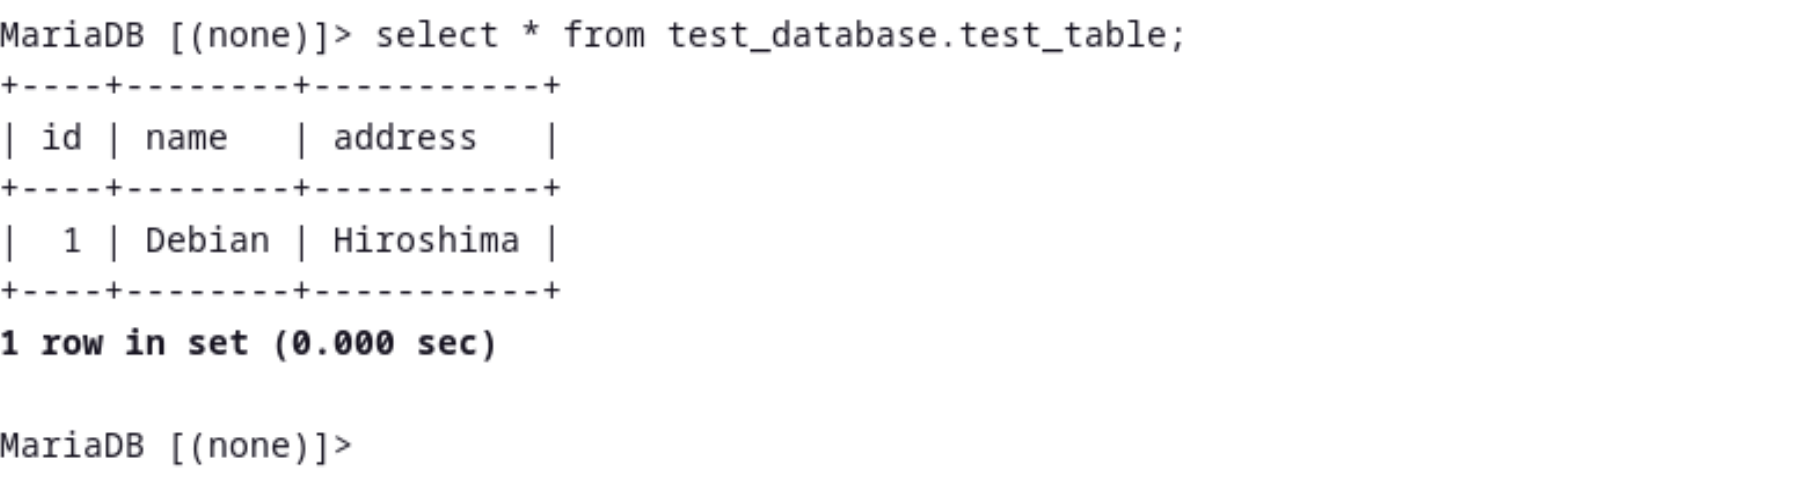 MariaDB [(none)]> select * from test_database.test_table;
+----+--------+-----------+
| id | name   | address   |
+----+--------+-----------+
|  1 | Debian | Hiroshima |
+----+--------+-----------+
1 row in set (0.000 sec)
MariaDB [(none)]>